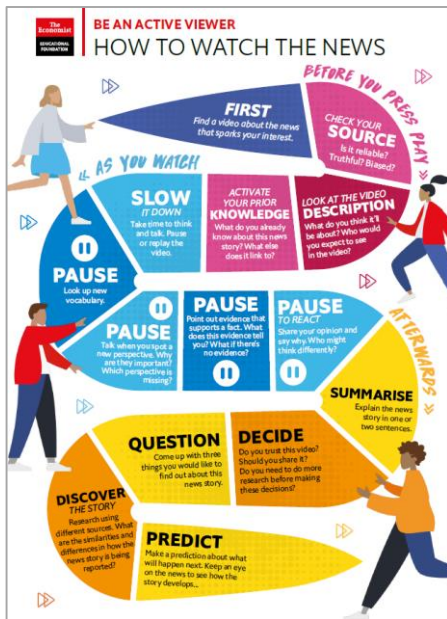 The
Economist
EDUCATIONAL
FOUNDATION
BE AN ACTIVE VIEWER
HOW TO WATCH THE NEWS
BEFORE YOU PRESS PLAY
FIRST
Find a video about the news
that sparks your interest.
CHECK YOUR
SOURCE
Is it reliable?
Truthful? Biased?
LOOK AT THE VIDEO
DESCRIPTION
What do you think it'll
be about? Who would
you expect to see
in the video?
ACTIVATE
YOUR PRIOR
KNOWLEDGE
What do you already
know about this news
story? What else
does it link to?
AS YOU WATCH
SLOW
IT DOWN
Take time to think
and talk. Pause
or replay the
video.
PAUSE
Look up new
vocabulary.
PAUSE
Talk when you spot a
new perspective. Why
are they important?
Which perspective is
missing?
PAUSE
Point out evidence that
supports a fact. What
does this evidence tell
you? What if there's
no evidence?
PAUSE
TO REACT
Share your opinion and
say why. Who might
think differently?
AFTERWARDS
SUMMARISE
Explain the news
story in one or
two sentences.
DECIDE
Do you trust this video?
Should you share it?
Do you need to do more
research before making
these decisions?
QUESTION
Come up with three
things you would like to
find out about this
news story.
DISCOVER
THE STORY
Research using
different sources. What
are the similarities and
differences in how the
news story is being
reported?
PREDICT
Make a prediction about what
will happen next. Keep an eye
on the news to see how the
story develops...